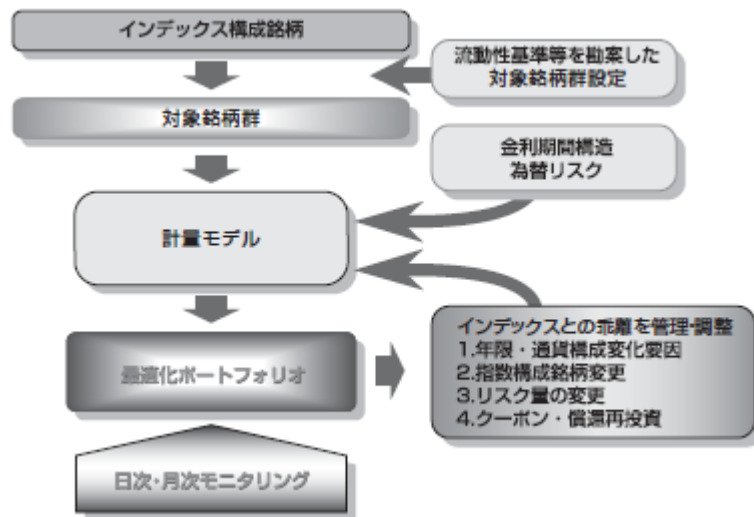 インデックス構成銘柄
流動性基準等を勘案した
対象銘柄群設定
対象銘柄群
金利期間構造
為替リスク
計量モデル
最適化ポートフォリオ
インデックスとの乖離を管理・調整
1.年限・通貨構成変化要因
2.指数構成銘柄変更
3.リスク量の変更
4.クーポン・償還再投資
日次・月次モニタリング